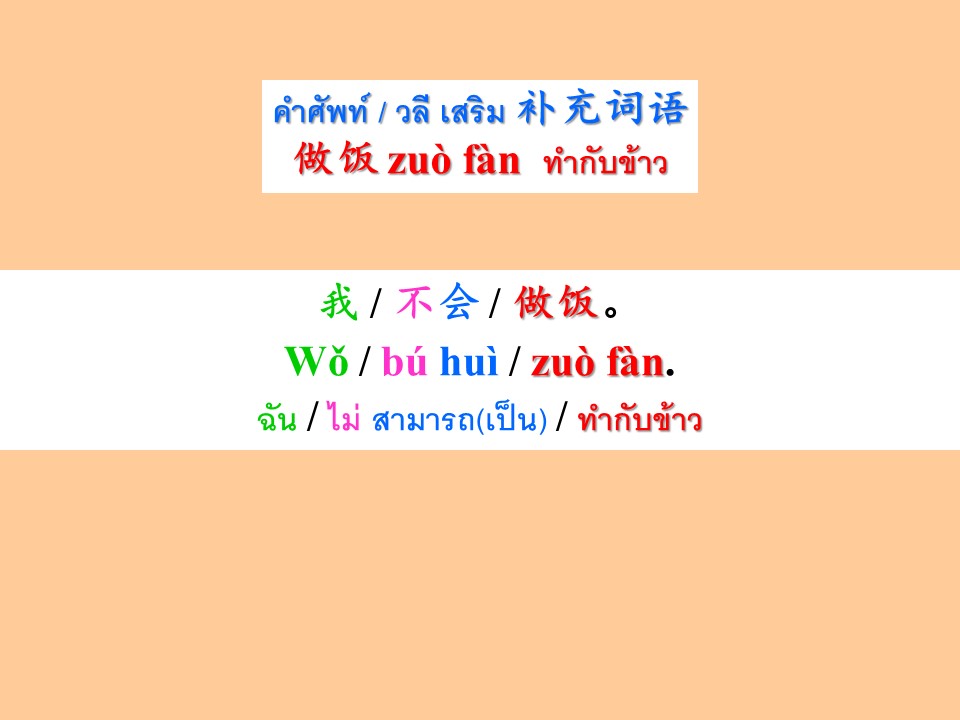 คำศัพท์ / วลี เสริม 补充词语
做饭 zuò fàn ทำกับข้าว
我 / 不会 / 做饭。
Wǒ / bú huì / zuò fàn.
ฉัน / ไม่ สามารถ(เป็น) / ทำกับข้าว